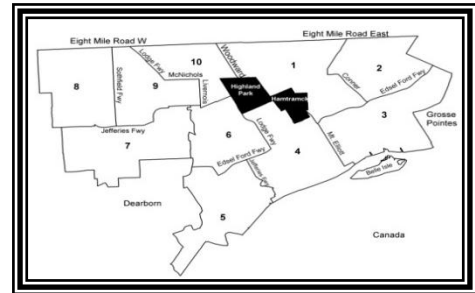 Eight Mile Road W
Eight Mile Road East
Lodge Fwy
10
Woodward
1
2
McNichols
8
Southfield Fwy
9
Livernois
Conner
Edsel Ford Fwy
Highland
Park
Hamtramck
3
Grosse
Pointes
Jefferies Fwy
6
Lodge Fwy
Mt. Elliott
7
Edsel Ford Fwy
4
Jefferies Fwy
Belle Isle
Dearborn
5
Canada